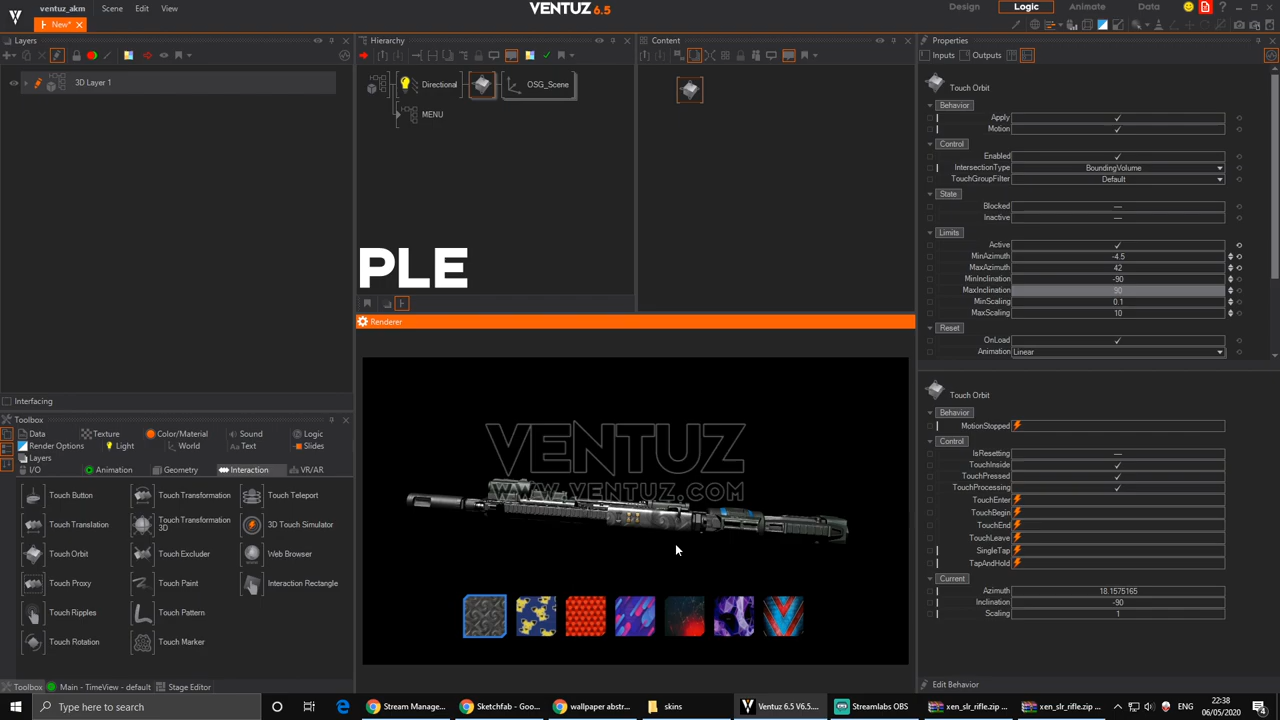 ventuz_akm Scene Edit View
New* ×
VENTUZ 6.5
Design Logic Animate Data
Layers
3D Layer 1
Interfacing
Hierarchy
Directional OSG_Scene
MENU
PLE
Content
Renderer
VENTUZ
WWW.VENTUZ.COM
Toolbox
Data Texture Color/Material Sound Logic
Render Options Light World Text Slides
Layers
I/O Animation Geometry Interaction VR/AR
Touch Button Touch Transformation Touch Teleport
Touch Translation Touch Transformation 3D 3D Touch Simulator
Touch Orbit Touch Excluder Web Browser
Touch Proxy Touch Paint Interaction Rectangle
Touch Ripples Touch Pattern
Touch Rotation Touch Marker
Toolbox Main - TimeView - default Stage Editor
Properties
Inputs Outputs
Touch Orbit
Behavior
Apply ✓
Motion ✓
Control
Enabled ✓
IntersectionType BoundingVolume
TouchGroupFilter Default
State
Blocked —
Inactive —
Limits
Active ✓
MinAzimuth -4.5
MaxAzimuth 42
MinInclination -90
MaxInclination 90
MinScaling 0.1
MaxScaling 10
Reset
OnLoad ✓
Animation Linear
Touch Orbit
Behavior
MotionStopped
Control
IsResetting —
TouchInside ✓
TouchPressed ✓
TouchProcessing ✓
TouchEnter
TouchBegin
TouchEnd
TouchLeave
SingleTap
TapAndHold
Current
Azimuth 18.1575165
Inclination -90
Scaling 1
Edit Behavior
Type here to search
Stream Manage...
Sketchfab - Goo...
wallpaper abstr...
skins
Ventuz 6.5 V6.5....
Streamlabs OBS
xen_slr_rifle.zip ...
xen_slr_rifle.zip ...
22:38
06/05/2020